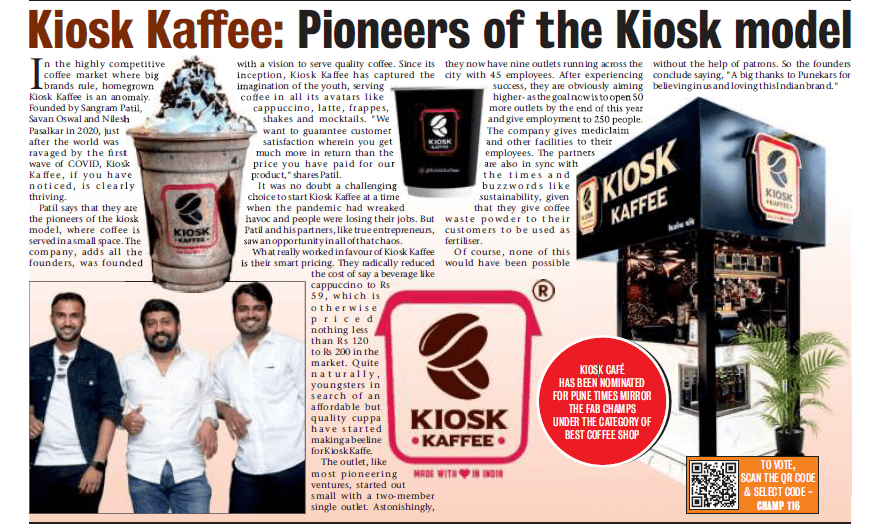 Kiosk Kaffee: Pioneers of the Kiosk model
In the highly competitive
coffee market where big
brands rule, homegrown
Kiosk Kaffee is an anomaly.
Founded by Sangram Patil,
Savan Oswal and Nilesh
Pasalkar in 2020, just
after the world was
ravaged by the first
wave of COVID, Kiosk
Kaffee, if you have
noticed, is clearly
thriving.
Patil says that they are
the pioneers of the kiosk
model, where coffee is
served in a small space. The
company, adds all the
founders, was founded
with a vision to serve quality coffee. Since its
inception, Kiosk Kaffee has captured the
imagination of the youth, serving
coffee in all its avatars like
cappuccino, latte, frappes,
shakes and mocktails. "We
want to guarantee customer
satisfaction wherein you get
much more in return than the
price you have paid for our
product," shares Patil.
It was no doubt a challenging
choice to start Kiosk Kaffee at a time
when the pandemic had wreaked
havoc and people were losing their jobs. But
Patil and his partners, like true entrepreneurs,
saw an opportunity in all of that chaos.
What really worked in favour of Kiosk Kaffee
is their smart pricing. They radically reduced
the cost of say a beverage like
cappuccino to Rs
59, which is
otherwise
priced
nothing less
than Rs 120
to Rs 200 in the
market. Quite
naturally,
youngsters in
search of an
affordable but
quality cuppa
have started
making a beeline
for Kiosk Kaffe.
The outlet, like
most pioneering
ventures, started out
small with a two-member
single outlet. Astonishingly,
they now have nine outlets running across the
city with 45 employees. After experiencing
success, they are obviously aiming
higher- as the goal now is to open 50
more outlets by the end of this year
and give employment to 250 people.
The company gives mediclaim
and other facilities to their
employees. The partners
are also in sync with
the times and
buzzwords like
sustainability, given
that they give coffee
waste powder to their
customers to be used as
fertiliser.
Of course, none of this
would have been possible
without the help of patrons. So the founders
conclude saying, "A big thanks to Punekars for
believing in us and loving this Indian brand."
KIOSK
KAFFEE
KIOSK
KAFFEE
KIOSK
KAFFEE
KIOSK
KAFFEE
®
KIOSK
• KAFFEE •
MADE WITH ❤ IN INDIA
KIOSK CAFÉ
HAS BEEN NOMINATED
FOR PUNE TIMES MIRROR
THE FAB CHAMPS
UNDER THE CATEGORY OF
BEST COFFEE SHOP
TO VOTE,
SCAN THE QR CODE
& SELECT CODE –
CHAMP 116